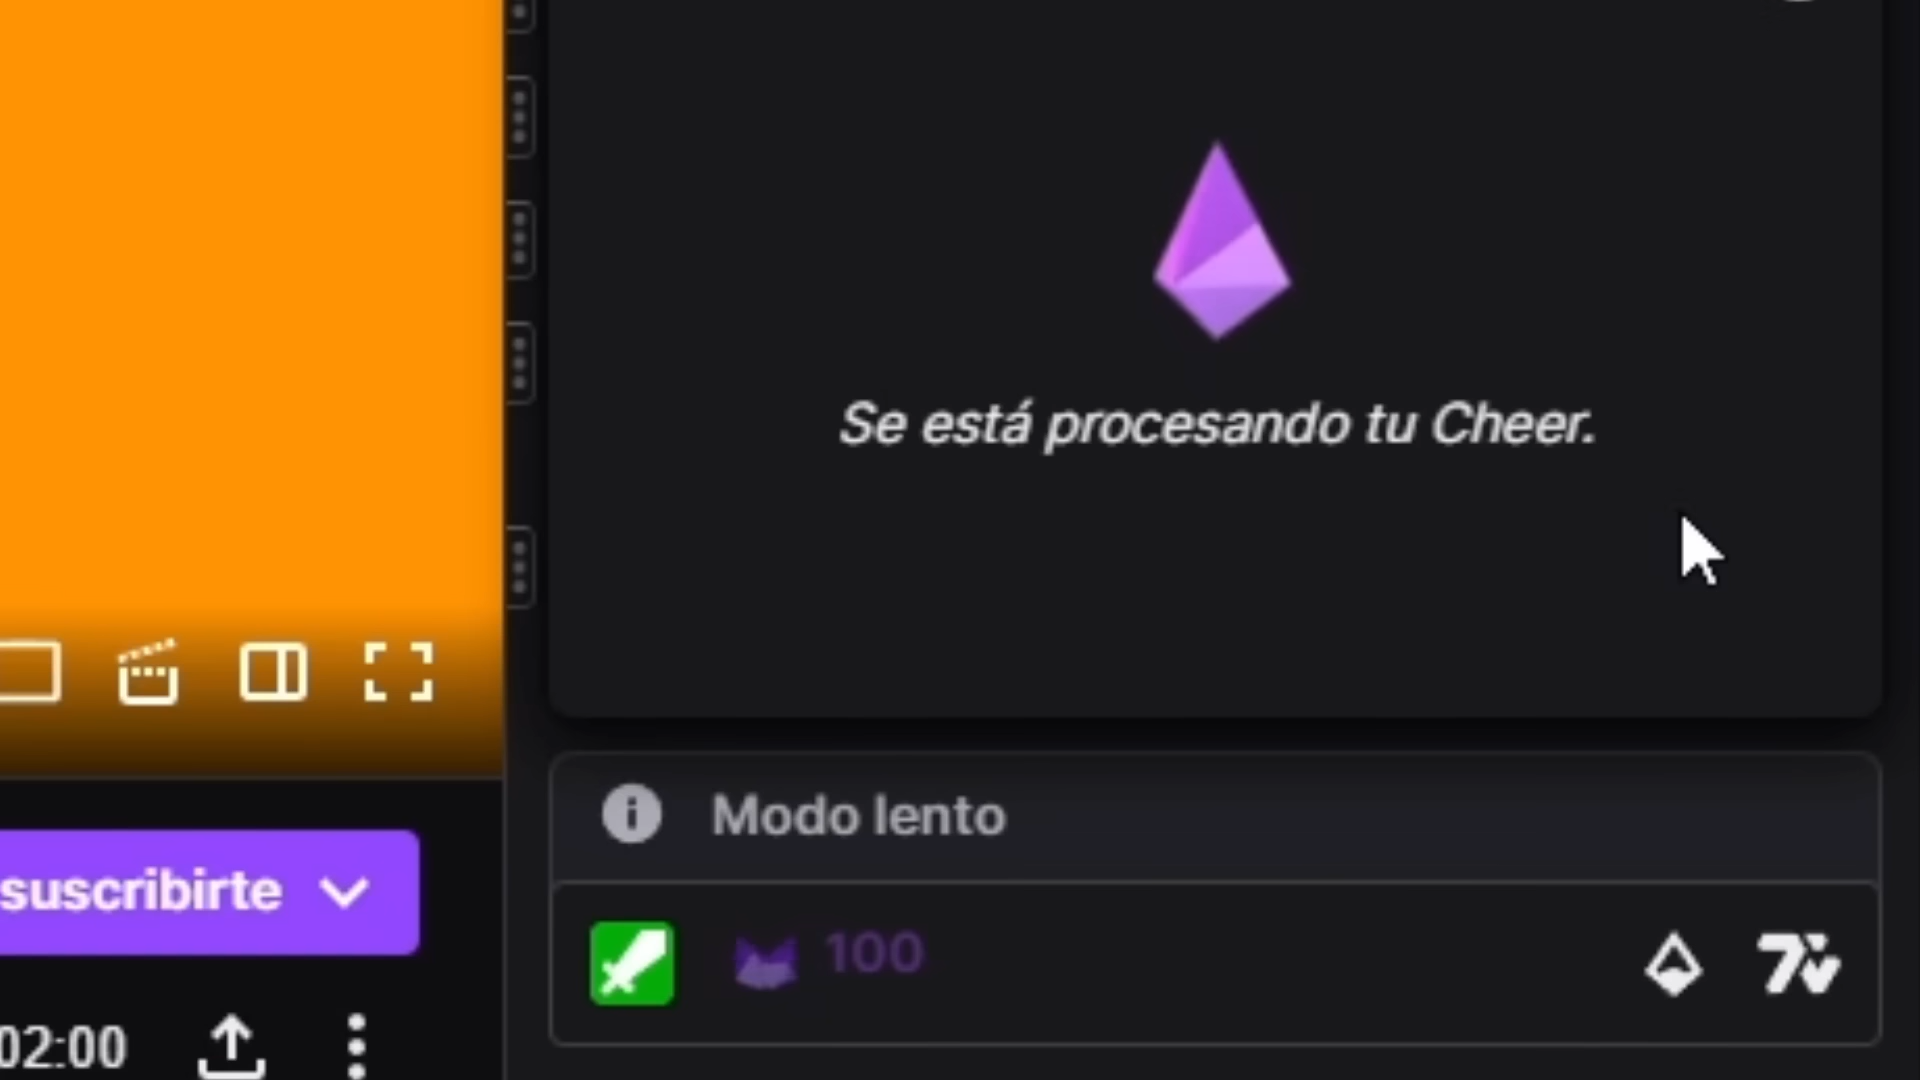 Se está procesando tu Cheer.
Modo lento
suscribirte
100
02:00